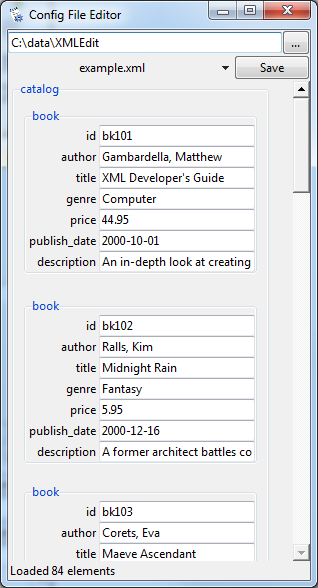 Config File Editor
C:\data\XMLEdit
...
example.xml
Save
catalog
book
id bk101
author Gambardella, Matthew
title XML Developer's Guide
genre Computer
price 44.95
publish_date 2000-10-01
description An in-depth look at creating
book
id bk102
author Ralls, Kim
title Midnight Rain
genre Fantasy
price 5.95
publish_date 2000-12-16
description A former architect battles co
book
id bk103
author Corets, Eva
title Maeve Ascendant
Loaded 84 elements